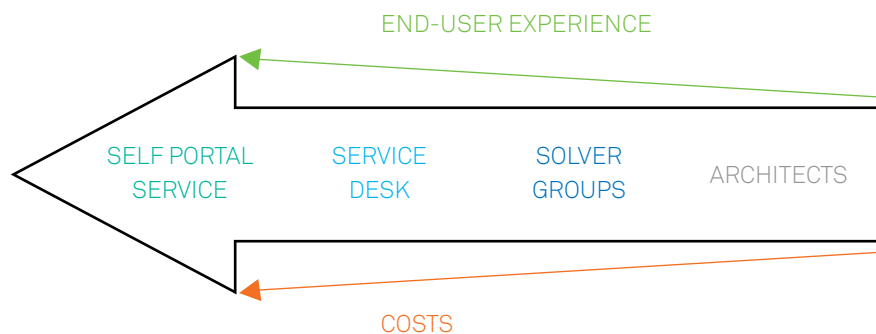 END-USER EXPERIENCE
SELF PORTAL
SERVICE
SERVICE
DESK
SOLVER
GROUPS
ARCHITECTS
COSTS